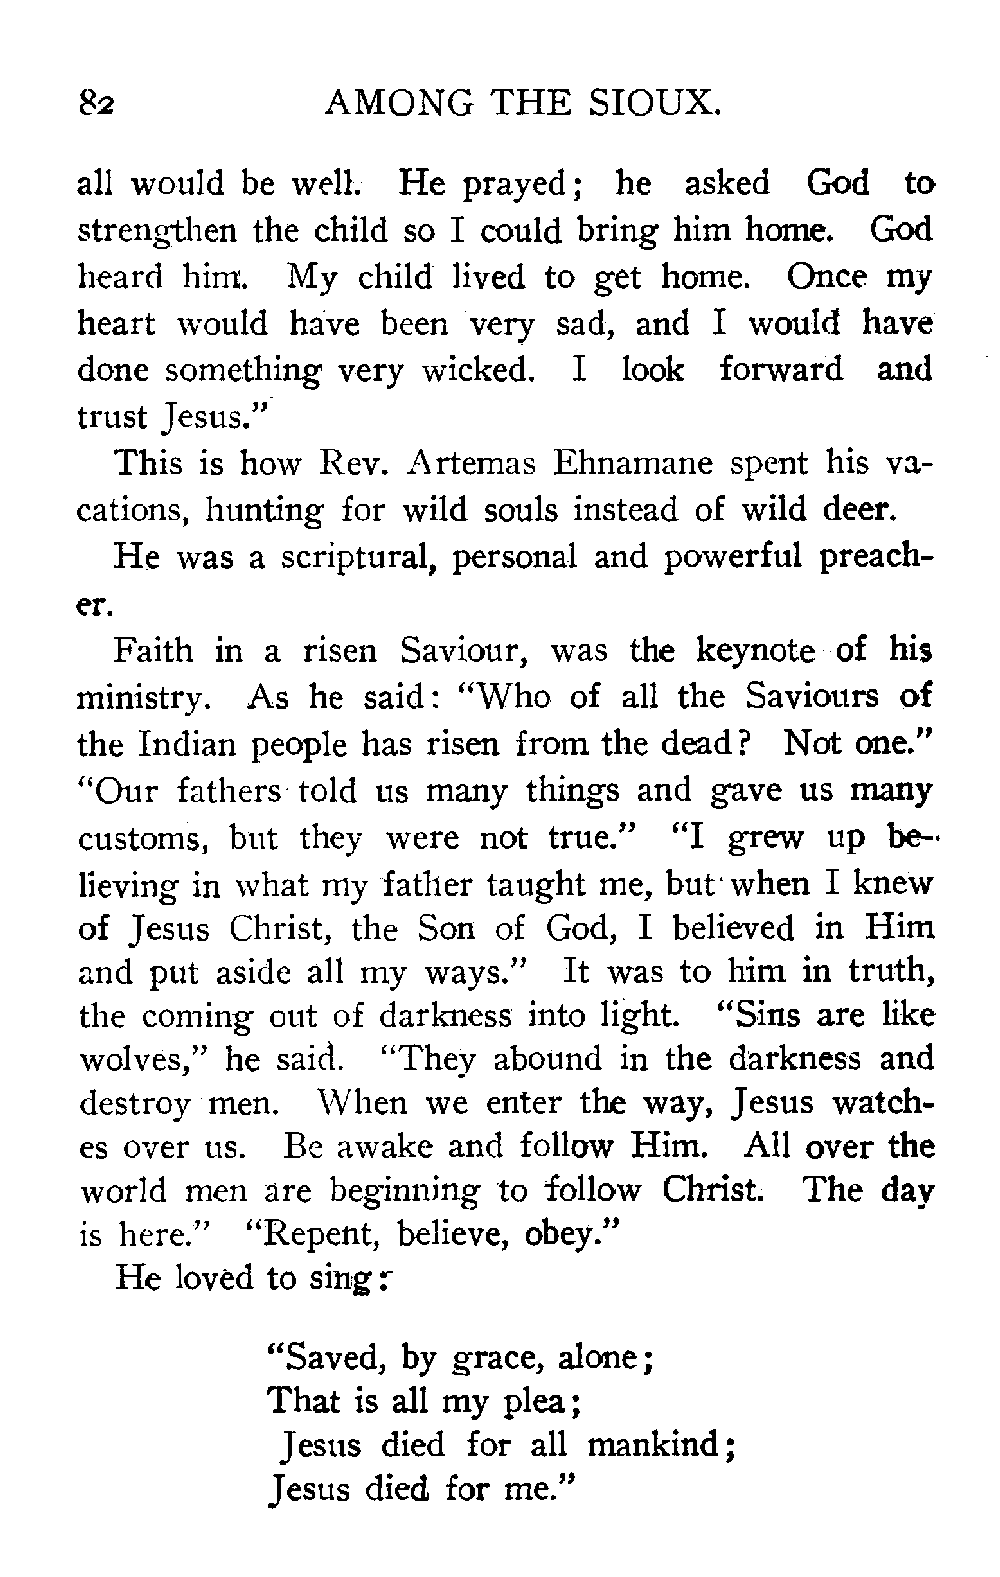 82 AMONG THE SIOUX.
all would be well. He prayed; he asked God to
strengthen the child so I could bring him home. God
heard him. My child lived to get home. Once my
heart would have been very sad, and I would have
done something very wicked. I look forward and
trust Jesus."
This is how Rev. Artemas Ehnamane spent his va-
cations, hunting for wild souls instead of wild deer.
He was a scriptural, personal and powerful preach-
er.
Faith in a risen Saviour, was the keynote of his
ministry. As he said: "Who of all the Saviours of
the Indian people has risen from the dead? Not one."
"Our fathers told us many things and gave us many
customs, but they were not true." "I grew up be-
lieving in what my father taught me, but when I knew
of Jesus Christ, the Son of God, I believed in Him
and put aside all my ways." It was to him in truth,
the coming out of darkness into light. "Sins are like
wolves," he said. "They abound in the darkness and
destroy men. When we enter the way, Jesus watch-
es over us. Be awake and follow Him. All over the
world men are beginning to follow Christ. The day
is here." "Repent, believe, obey."
He loved to sing:
"Saved, by grace, alone;
That is all my plea;
Jesus died for all mankind;
Jesus died for me."